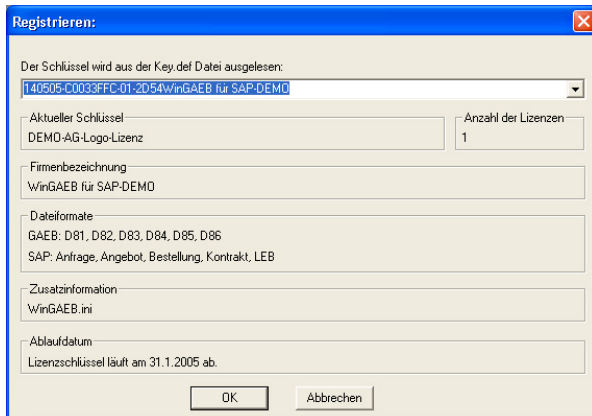 Registrieren:
Der Schlüssel wird aus der Key.def Datei ausgelesen:
140505-C0033FFC-01-2D54WinGAEB für SAP-DEMO
Aktueller Schlüssel
DEMO-AG-Logo-Lizenz
Anzahl der Lizenzen
1
Firmenbezeichnung
WinGAEB für SAP-DEMO
Dateiformate
GAEB: D81, D82, D83, D84, D85, D86
SAP: Anfrage, Angebot, Bestellung, Kontrakt, LEB
Zusatzinformation
WinGAEB.ini
Ablaufdatum
Lizenzschlüssel läuft am 31.1.2005 ab.
OK
Abbrechen